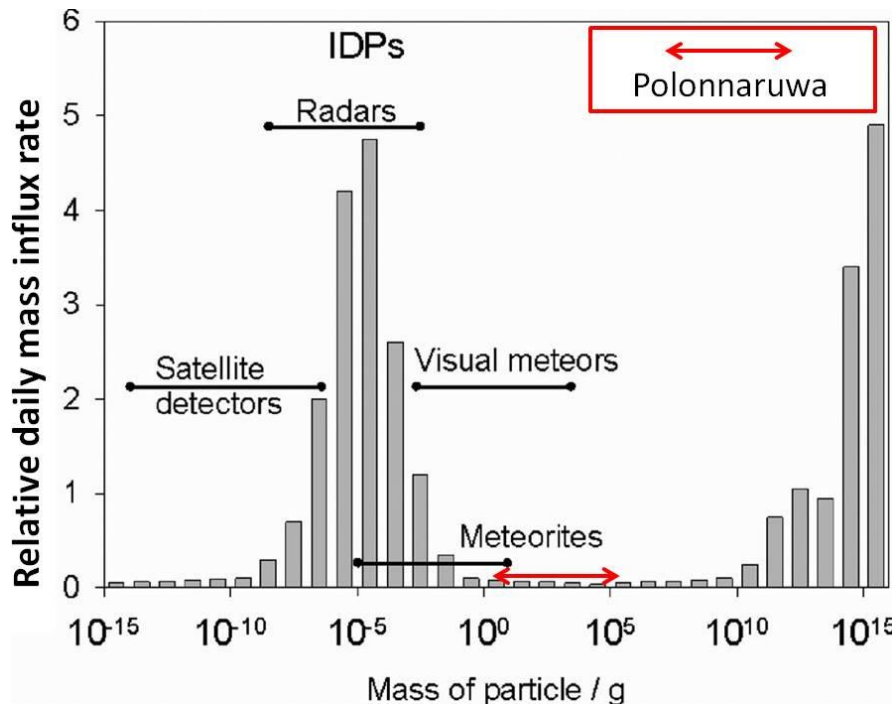 6
5
4
3
2
1
0
Relative daily mass influx rate
IDPs
Radars
Polonnaruwa
Satellite
detectors
Visual meteors
Meteorites
10⁻¹⁵ 10⁻¹⁰ 10⁻⁵ 10⁰ 10⁵ 10¹⁰ 10¹⁵
Mass of particle / g